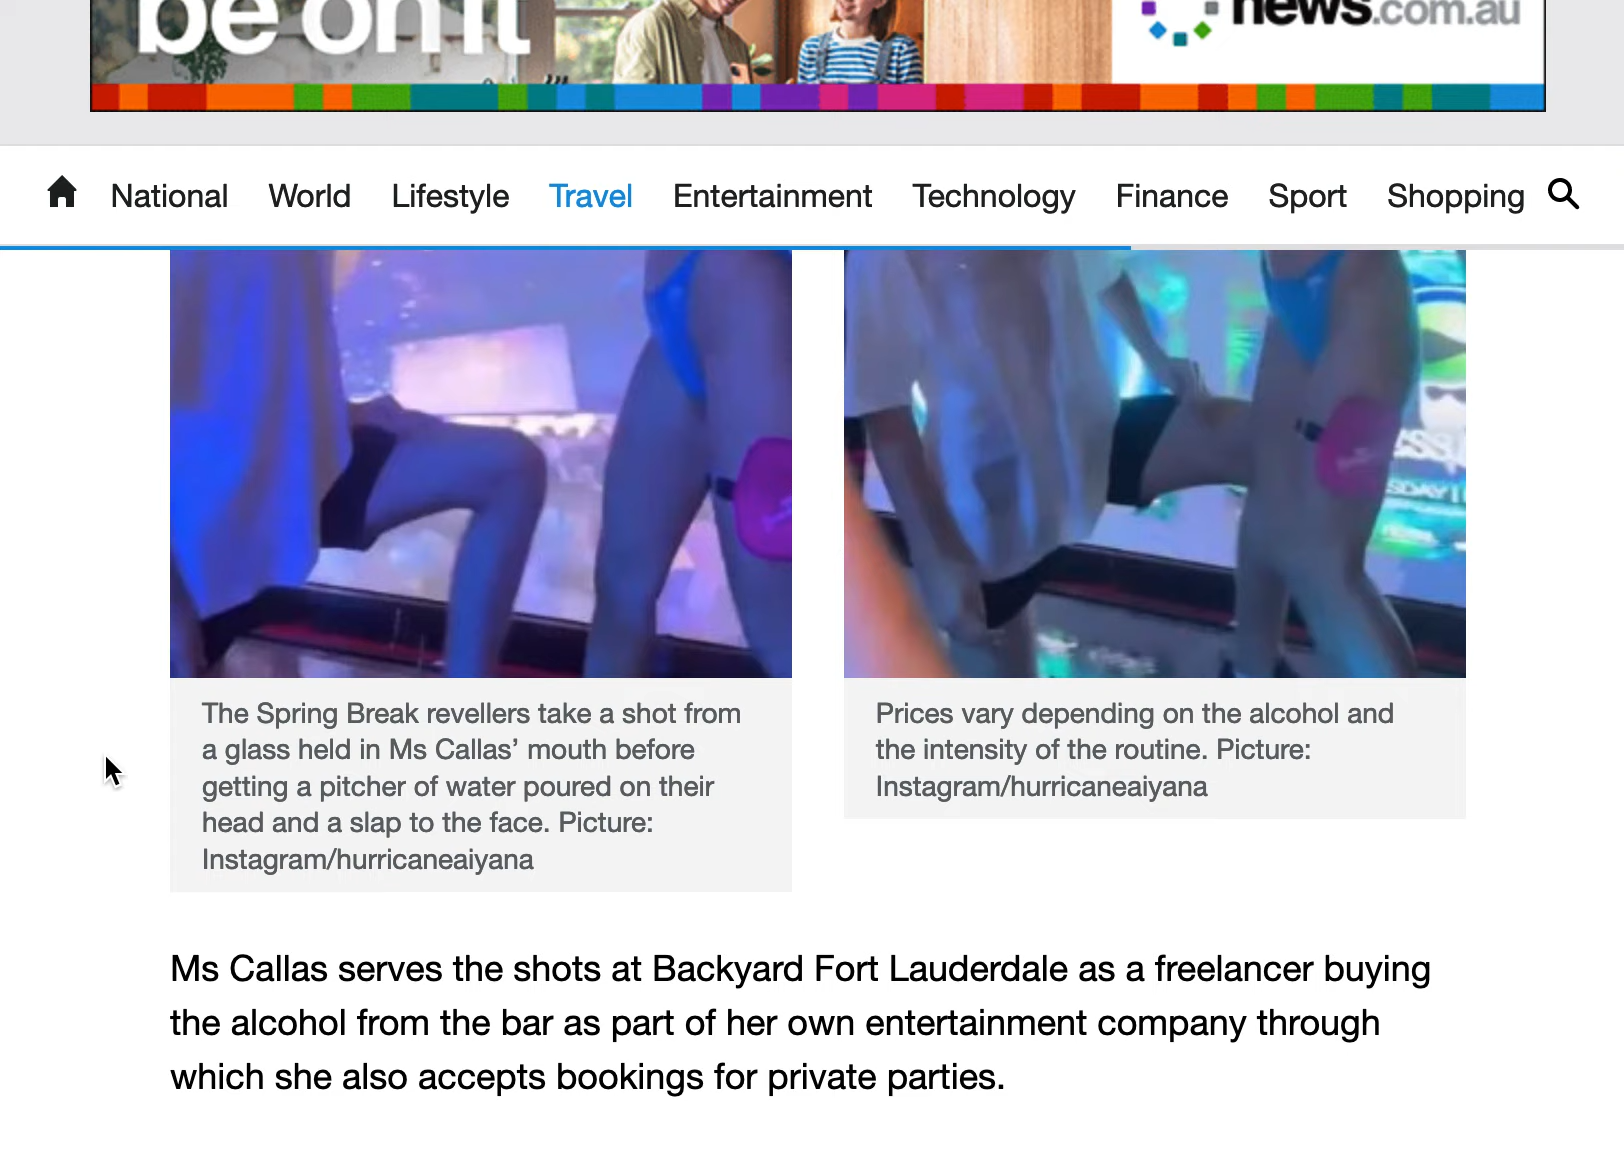 be on it
news.com.au
National World Lifestyle Travel Entertainment Technology Finance Sport Shopping
The Spring Break revellers take a shot from
a glass held in Ms Callas’ mouth before
getting a pitcher of water poured on their
head and a slap to the face. Picture:
Instagram/hurricaneaiyana
Prices vary depending on the alcohol and
the intensity of the routine. Picture:
Instagram/hurricaneaiyana
Ms Callas serves the shots at Backyard Fort Lauderdale as a freelancer buying
the alcohol from the bar as part of her own entertainment company through
which she also accepts bookings for private parties.